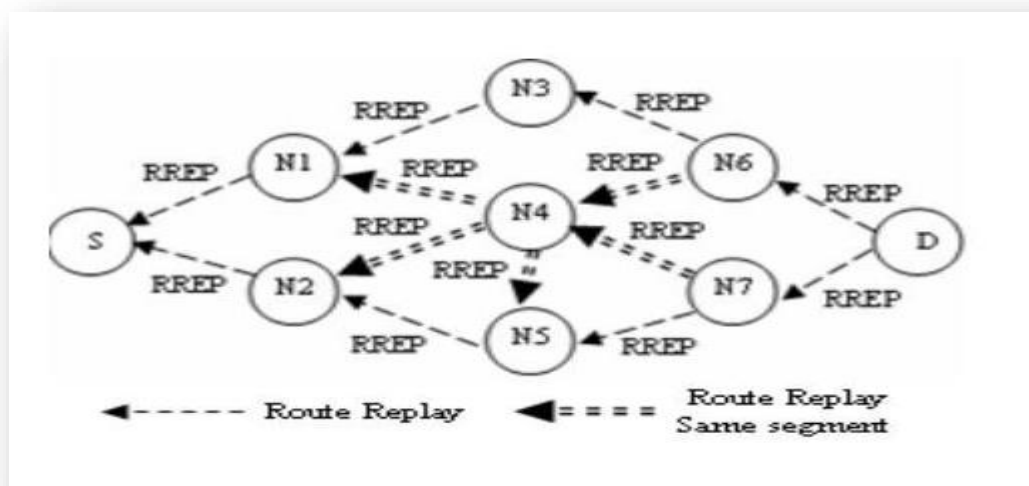 N3
RREP
RREP
N1
RREP
N6
RREP
RREP
RREP
N4
RREP
RREP
S
RREP
D
RREP
RREP
N2
N7
RREP
N5
RREP
RREP
Route Replay
Route Replay
Same segment